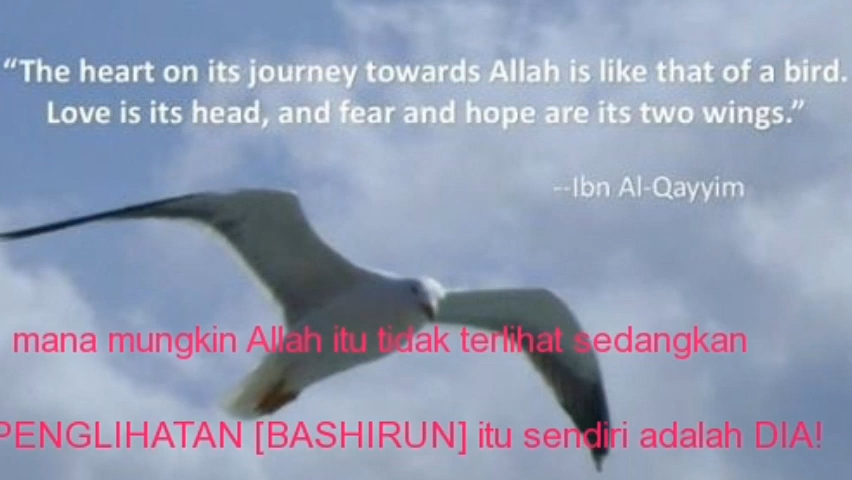 “The heart on its journey towards Allah is like that of a bird.
Love is its head, and fear and hope are its two wings.”
--Ibn Al-Qayyim
mana mungkin Allah itu tidak terlihat sedangkan
PENGLIHATAN [BASHIRUN] itu sendiri adalah DIA!